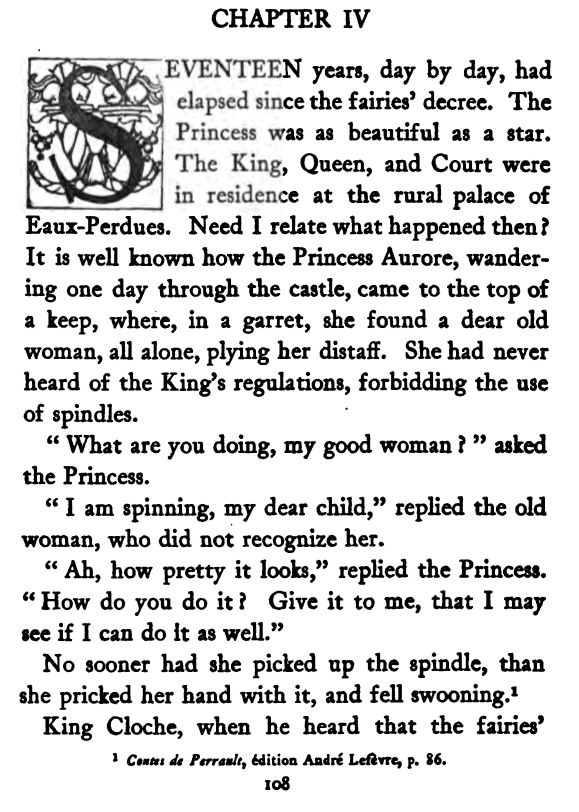 CHAPTER IV
SEVENTEEN years, day by day, had
elapsed since the fairies' decree. The
Princess was as beautiful as a star.
The King, Queen, and Court were
in residence at the rural palace of
Eaux-Perdues. Need I relate what happened then?
It is well known how the Princess Aurore, wander-
ing one day through the castle, came to the top of
a keep, where, in a garret, she found a dear old
woman, all alone, plying her distaff. She had never
heard of the King's regulations, forbidding the use
of spindles.
" What are you doing, my good woman ? " asked
the Princess.
" I am spinning, my dear child," replied the old
woman, who did not recognize her.
" Ah, how pretty it looks," replied the Princess.
" How do you do it? Give it to me, that I may
see if I can do it as well."
No sooner had she picked up the spindle, than
she pricked her hand with it, and fell swooning.¹
King Cloche, when he heard that the fairies'
¹ Contes de Perrault, édition André Lefèvre, p. 86.
108